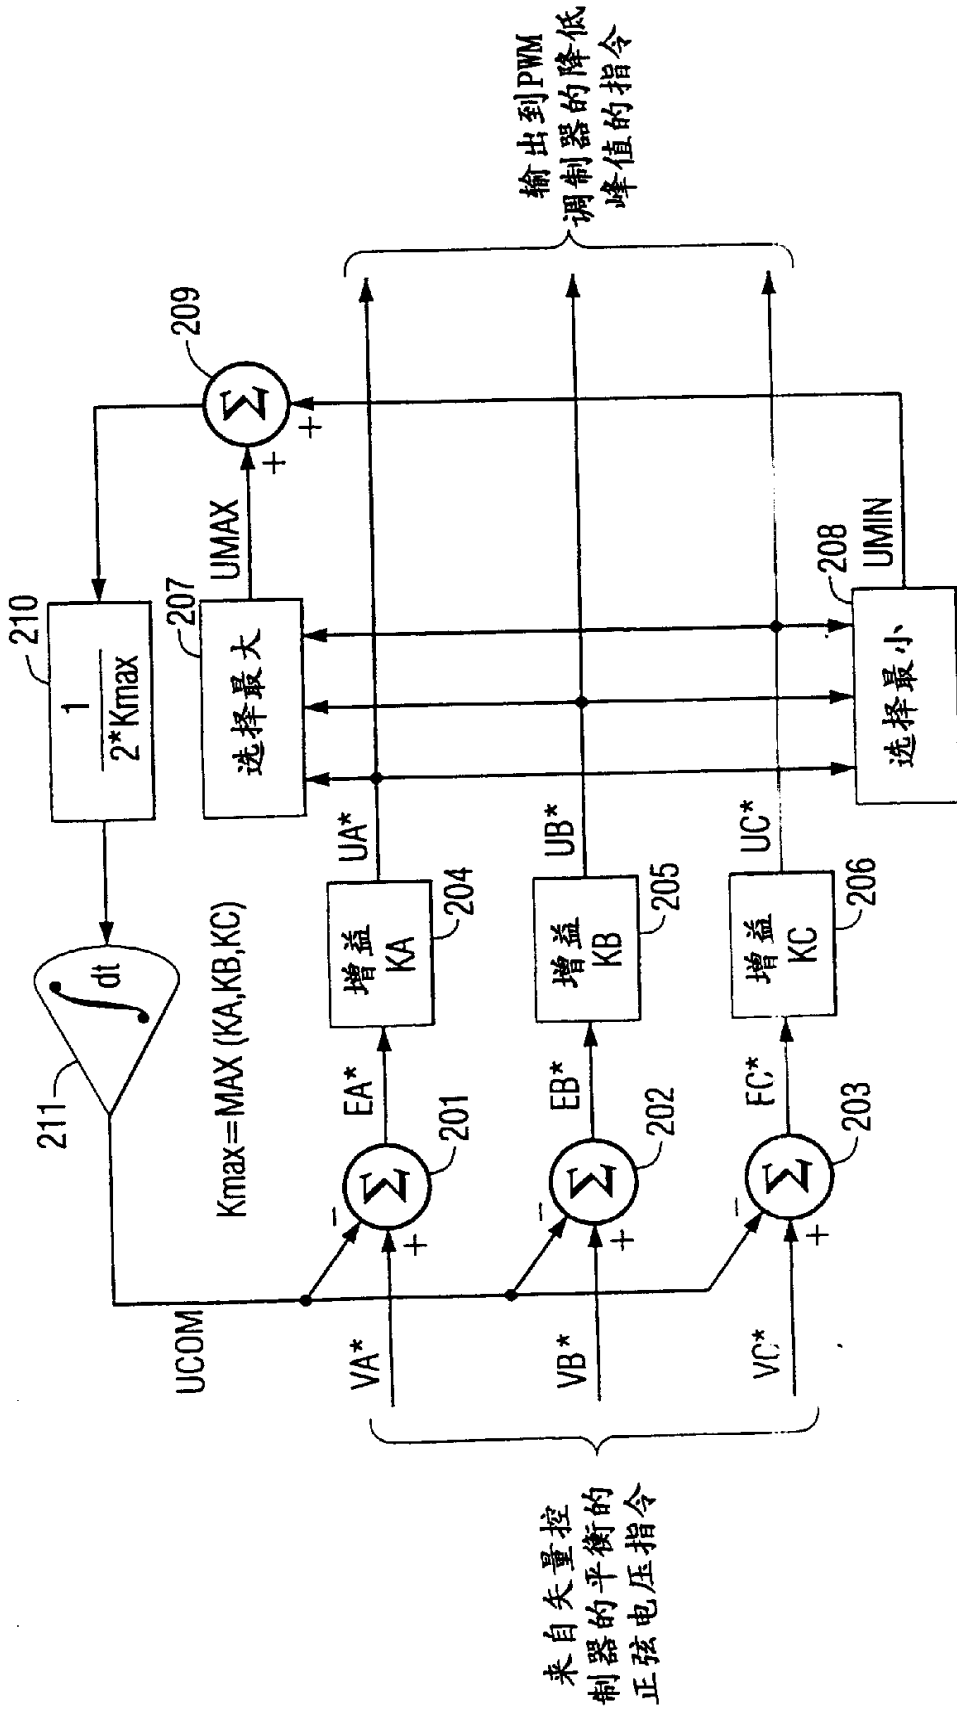 210
1
2*Kmax
209
Σ
+
+
211
∫ dt
207
选择最大
UMAX
Kmax=MAX (KA,KB,KC)
UCOM
VA*
-
+
Σ
201
EA*
增益
KA
204
UA*
VB*
-
+
Σ
202
EB*
增益
KB
205
UB*
VC*
-
+
Σ
203
EC*
增益
KC
206
UC*
208
选择最小
UMIN
来自矢量控
制器的平衡的
正弦电压指令
输出到PWM
调制器的降低
峰值的指令